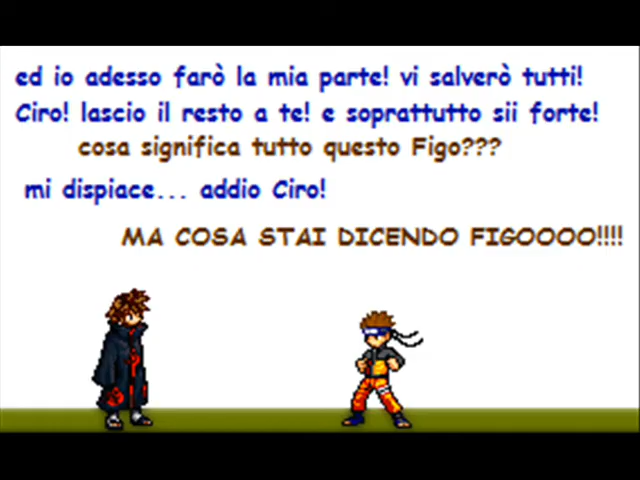 ed io adesso farò la mia parte! vi salverò tutti!
Ciro! lascio il resto a te! e soprattutto sii forte!
cosa significa tutto questo Figo???
mi dispiace... addio Ciro!
MA COSA STAI DICENDO FIGOOOO!!!!